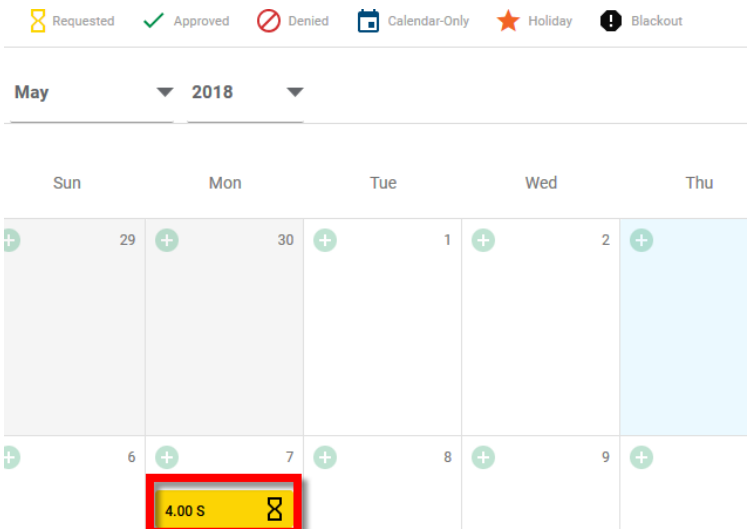 Requested Approved Denied Calendar-Only Holiday Blackout
May 2018
Sun Mon Tue Wed Thu
29 30 1 2
6 7 8 9
4.00 S